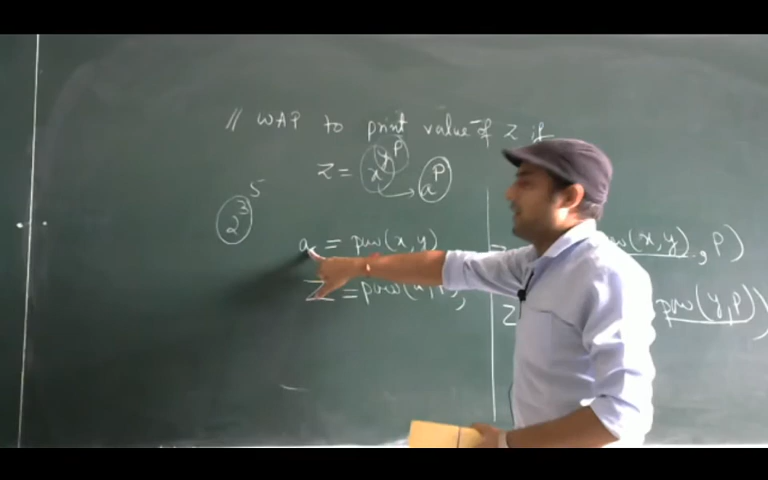 // WAP to print value of z if
z = x y p
a p
2 3 5
a = pow(x,y)
pow(x,y), p)
z = pow(a,p);
z pow(y,p))